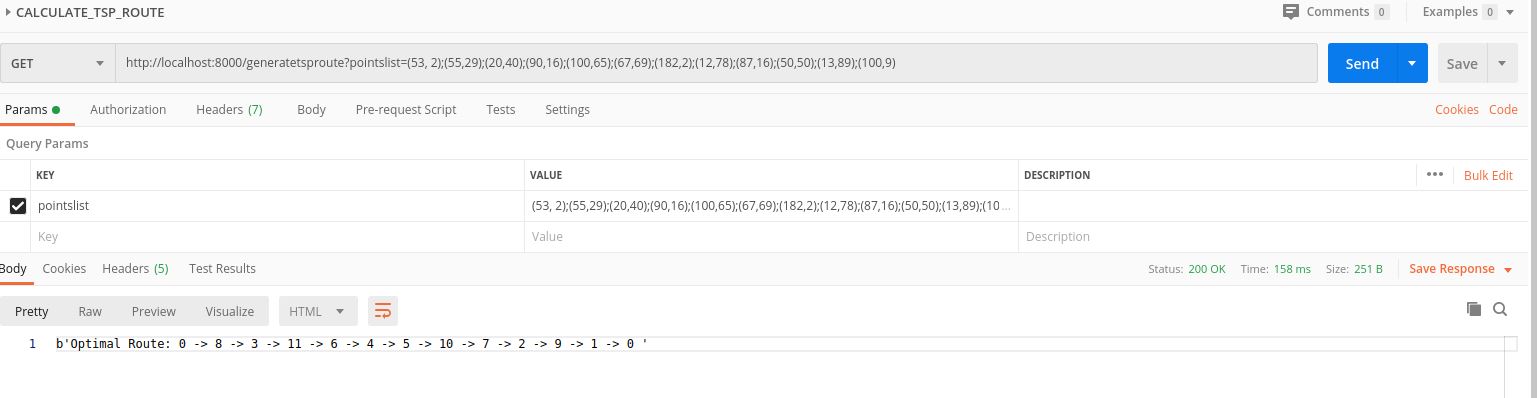 CALCULATE_TSP_ROUTE Comments 0 Examples 0
GET http://localhost:8000/generatetsproute?pointslist=(53, 2);(55,29);(20,40);(90,16);(100,65);(67,69);(182,2);(12,78);(87,16);(50,50);(13,89);(100,9) Send Save
Params Authorization Headers (7) Body Pre-request Script Tests Settings Cookies Code
Query Params
KEY VALUE DESCRIPTION ••• Bulk Edit
pointslist (53, 2);(55,29);(20,40);(90,16);(100,65);(67,69);(182,2);(12,78);(87,16);(50,50);(13,89);(10...
Key Value Description
Body Cookies Headers (5) Test Results Status: 200 OK Time: 158 ms Size: 251 B Save Response
Pretty Raw Preview Visualize HTML
1 b'Optimal Route: 0 -> 8 -> 3 -> 11 -> 6 -> 4 -> 5 -> 10 -> 7 -> 2 -> 9 -> 1 -> 0 '